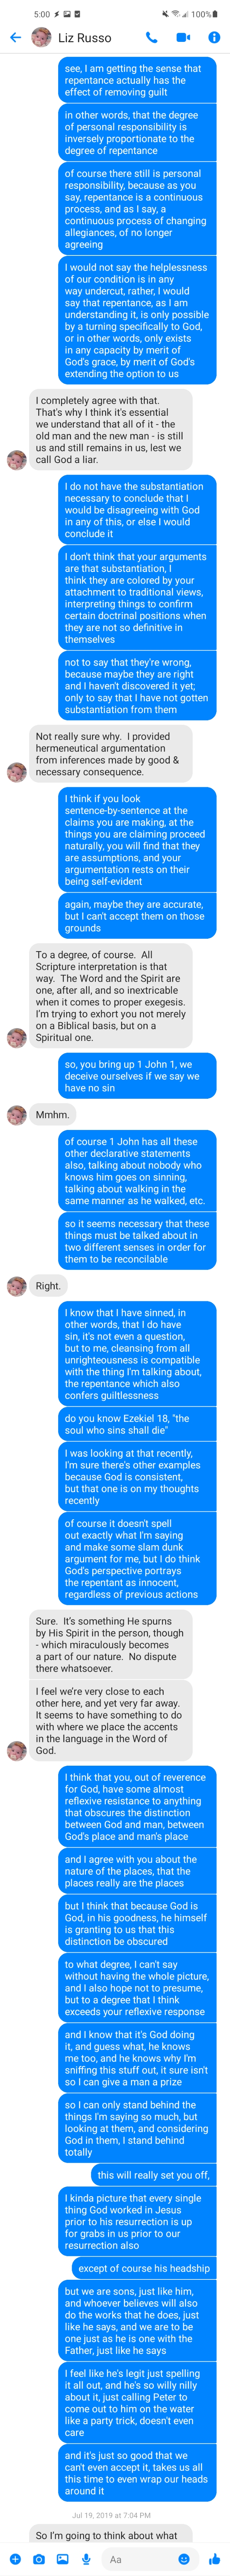 5:00
100%
Liz Russo
see, I am getting the sense that
repentance actually has the
effect of removing guilt
in other words, that the degree
of personal responsibility is
inversely proportionate to the
degree of repentance
of course there still is personal
responsibility, because as you
say, repentance is a continuous
process, and as I say, a
continuous process of changing
allegiances, of no longer
agreeing
I would not say the helplessness
of our condition is in any
way undercut, rather, I would
say that repentance, as I am
understanding it, is only possible
by a turning specifically to God,
or in other words, only exists
in any capacity by merit of
God's grace, by merit of God's
extending the option to us
I completely agree with that.
That's why I think it's essential
we understand that all of it - the
old man and the new man - is still
us and still remains in us, lest we
call God a liar.
I do not have the substantiation
necessary to conclude that I
would be disagreeing with God
in any of this, or else I would
conclude it
I don't think that your arguments
are that substantiation, I
think they are colored by your
attachment to traditional views,
interpreting things to confirm
certain doctrinal positions when
they are not so definitive in
themselves
not to say that they're wrong,
because maybe they are right
and I haven't discovered it yet;
only to say that I have not gotten
substantiation from them
Not really sure why.  I provided
hermeneutical argumentation
from inferences made by good &
necessary consequence.
I think if you look
sentence-by-sentence at the
claims you are making, at the
things you are claiming proceed
naturally, you will find that they
are assumptions, and your
argumentation rests on their
being self-evident
again, maybe they are accurate,
but I can't accept them on those
grounds
To a degree, of course.  All
Scripture interpretation is that
way.  The Word and the Spirit are
one, after all, and so inextricable
when it comes to proper exegesis.
I'm trying to exhort you not merely
on a Biblical basis, but on a
Spiritual one.
so, you bring up 1 John 1, we
deceive ourselves if we say we
have no sin
Mmhm.
of course 1 John has all these
other declarative statements
also, talking about nobody who
knows him goes on sinning,
talking about walking in the
same manner as he walked, etc.
so it seems necessary that these
things must be talked about in
two different senses in order for
them to be reconcilable
Right.
I know that I have sinned, in
other words, that I do have
sin, it's not even a question,
but to me, cleansing from all
unrighteousness is compatible
with the thing I'm talking about,
the repentance which also
confers guiltlessness
do you know Ezekiel 18, "the
soul who sins shall die"
I was looking at that recently,
I'm sure there's other examples
because God is consistent,
but that one is on my thoughts
recently
of course it doesn't spell
out exactly what I'm saying
and make some slam dunk
argument for me, but I do think
God's perspective portrays
the repentant as innocent,
regardless of previous actions
Sure.  It's something He spurns
by His Spirit in the person, though
- which miraculously becomes
a part of our nature.  No dispute
there whatsoever.
I feel we're very close to each
other here, and yet very far away.
It seems to have something to do
with where we place the accents
in the language in the Word of
God.
I think that you, out of reverence
for God, have some almost
reflexive resistance to anything
that obscures the distinction
between God and man, between
God's place and man's place
and I agree with you about the
nature of the places, that the
places really are the places
but I think that because God is
God, in his goodness, he himself
is granting to us that this
distinction be obscured
to what degree, I can't say
without having the whole picture,
and I also hope not to presume,
but to a degree that I think
exceeds your reflexive response
and I know that it's God doing
it, and guess what, he knows
me too, and he knows why I'm
sniffing this stuff out, it sure isn't
so I can give a man a prize
so I can only stand behind the
things I'm saying so much, but
looking at them, and considering
God in them, I stand behind
totally
this will really set you off,
I kinda picture that every single
thing God worked in Jesus
prior to his resurrection is up
for grabs in us prior to our
resurrection also
except of course his headship
but we are sons, just like him,
and whoever believes will also
do the works that he does, just
like he says, and we are to be
one just as he is one with the
Father, just like he says
I feel like he's legit just spelling
it all out, and he's so willy nilly
about it, just calling Peter to
come out to him on the water
like a party trick, doesn't even
care
and it's just so good that we
can't even accept it, takes us all
this time to even wrap our heads
around it
Jul 19, 2019 at 7:04 PM
So I'm going to think about what
Aa